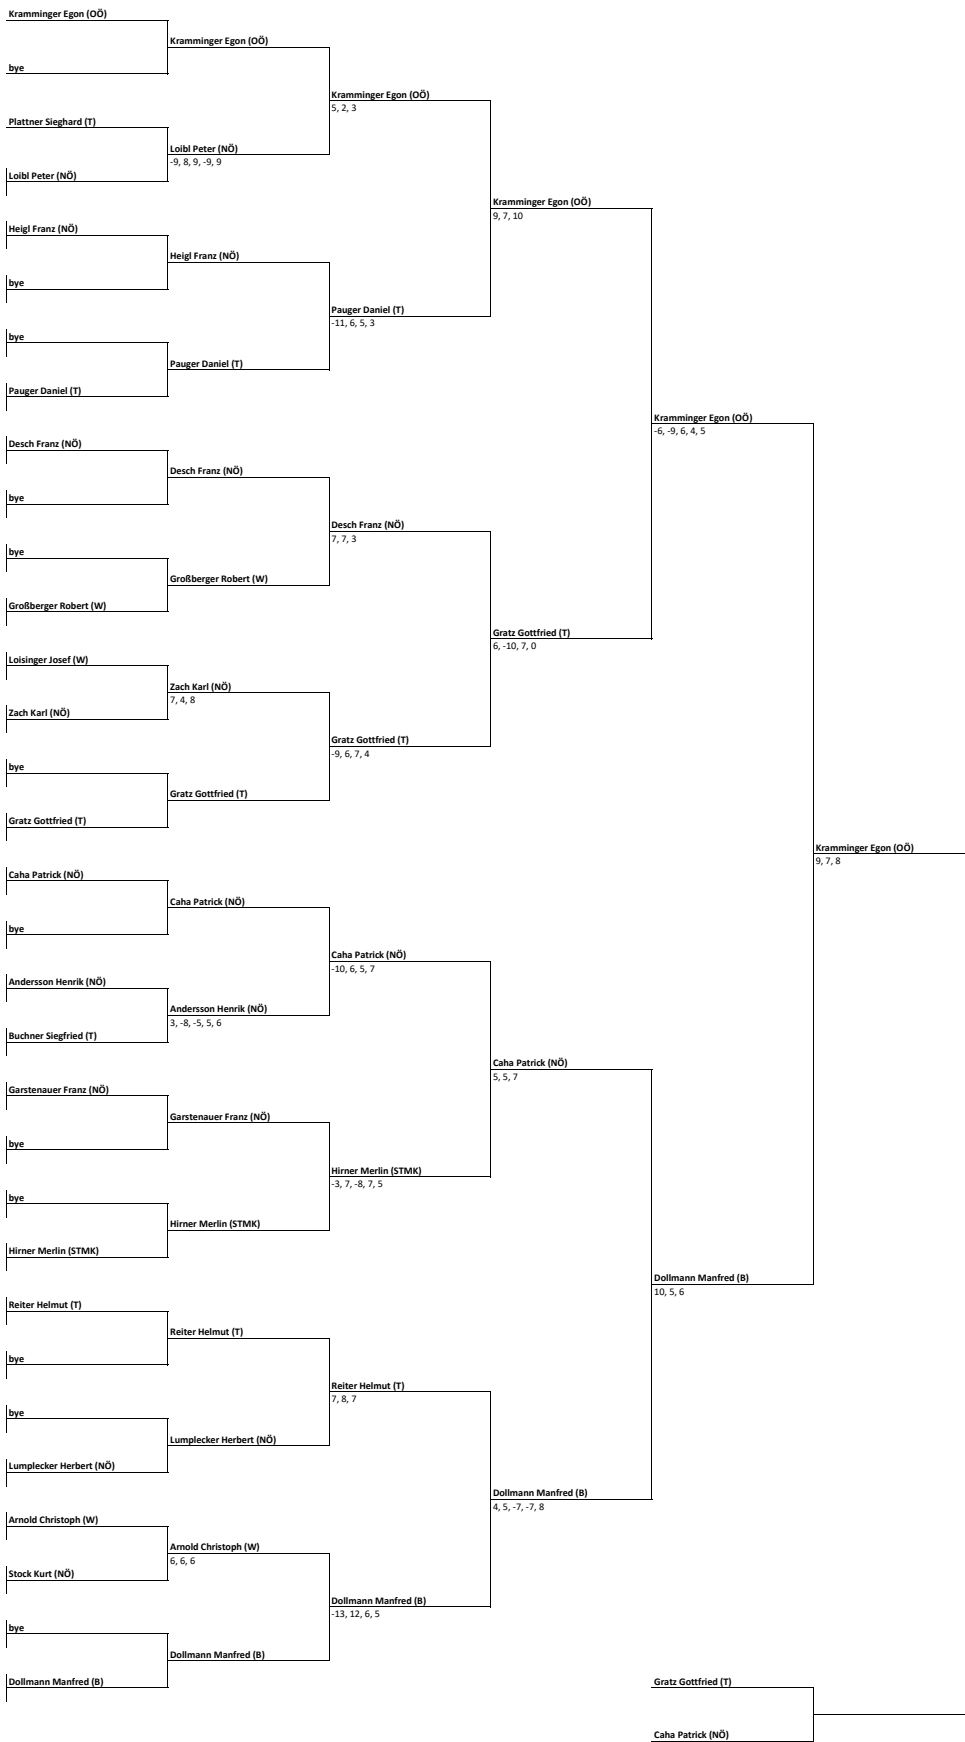 Kramminger Egon (OÖ)
Kramminger Egon (OÖ)
bye
Kramminger Egon (OÖ)
5, 2, 3
Plattner Sieghard (T)
Loibl Peter (NÖ)
-9, 8, 9, -9, 9
Loibl Peter (NÖ)
Kramminger Egon (OÖ)
9, 7, 10
Heigl Franz (NÖ)
Heigl Franz (NÖ)
bye
Pauger Daniel (T)
-11, 6, 5, 3
bye
Pauger Daniel (T)
Pauger Daniel (T)
Kramminger Egon (OÖ)
-6, -9, 6, 4, 5
Desch Franz (NÖ)
Desch Franz (NÖ)
bye
Desch Franz (NÖ)
7, 7, 3
bye
Großberger Robert (W)
Großberger Robert (W)
Gratz Gottfried (T)
6, -10, 7, 0
Loisinger Josef (W)
Zach Karl (NÖ)
7, 4, 8
Zach Karl (NÖ)
Gratz Gottfried (T)
-9, 6, 7, 4
bye
Gratz Gottfried (T)
Gratz Gottfried (T)
Kramminger Egon (OÖ)
9, 7, 8
Caha Patrick (NÖ)
Caha Patrick (NÖ)
bye
Caha Patrick (NÖ)
-10, 6, 5, 7
Andersson Henrik (NÖ)
Andersson Henrik (NÖ)
3, -8, -5, 5, 6
Buchner Siegfried (T)
Caha Patrick (NÖ)
5, 5, 7
Garstenauer Franz (NÖ)
Garstenauer Franz (NÖ)
bye
Hirner Merlin (STMK)
-3, 7, -8, 7, 5
bye
Hirner Merlin (STMK)
Hirner Merlin (STMK)
Dollmann Manfred (B)
10, 5, 6
Reiter Helmut (T)
Reiter Helmut (T)
bye
Reiter Helmut (T)
7, 8, 7
bye
Lumplecker Herbert (NÖ)
Lumplecker Herbert (NÖ)
Dollmann Manfred (B)
4, 5, -7, -7, 8
Arnold Christoph (W)
Arnold Christoph (W)
6, 6, 6
Stock Kurt (NÖ)
Dollmann Manfred (B)
-13, 12, 6, 5
bye
Dollmann Manfred (B)
Dollmann Manfred (B)
Gratz Gottfried (T)
Caha Patrick (NÖ)